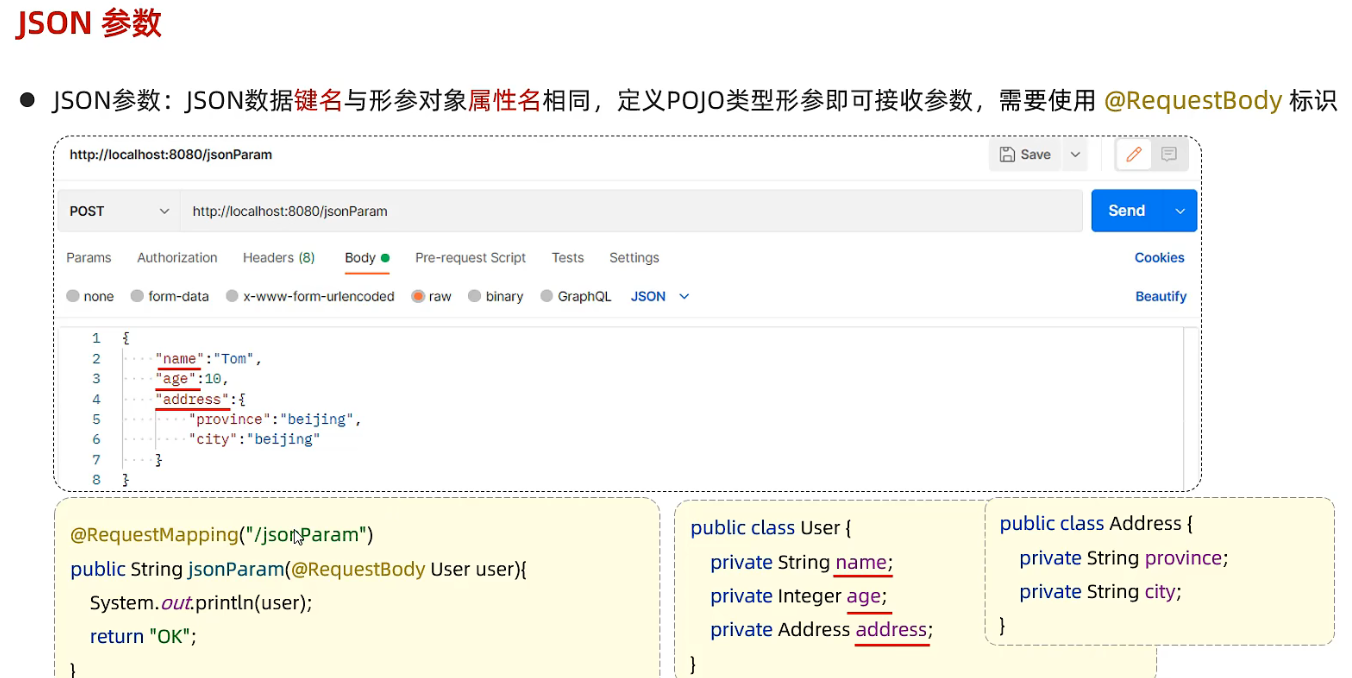 JSON 参数
● JSON参数：JSON数据键名与形参对象属性名相同，定义POJO类型形参即可接收参数，需要使用 @RequestBody 标识
http://localhost:8080/jsonParam
Save
POST
http://localhost:8080/jsonParam
Send
Params Authorization Headers (8) Body Pre-request Script Tests Settings Cookies
none form-data x-www-form-urlencoded raw binary GraphQL JSON Beautify
1 {
2 "name":"Tom",
3 "age":10,
4 "address":{
5 "province":"beijing",
6 "city":"beijing"
7 }
8 }
@RequestMapping("/jsonParam")
public String jsonParam(@RequestBody User user){
System.out.println(user);
return "OK";
}
public class User {
private String name;
private Integer age;
private Address address;
}
public class Address {
private String province;
private String city;
}